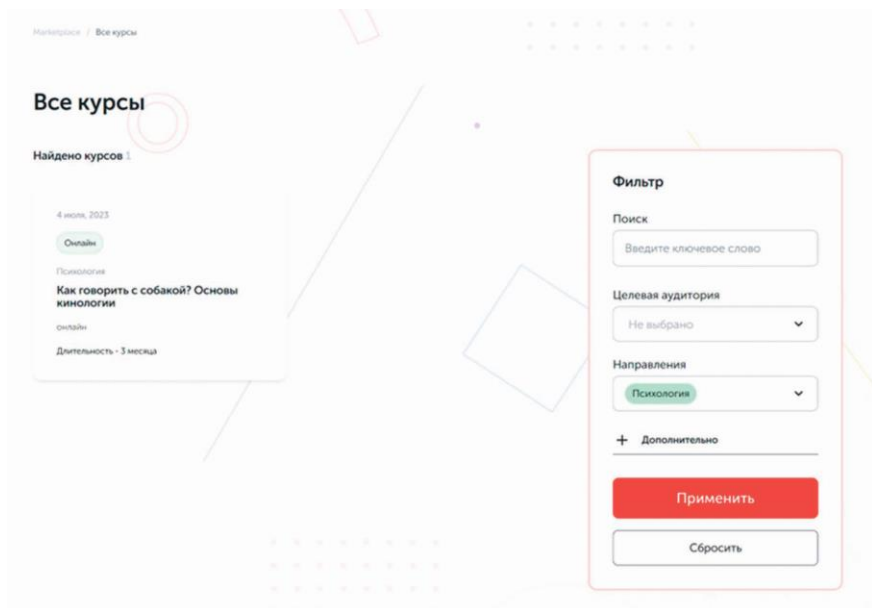 Marketplace / Все курсы
Все курсы
Найдено курсов 1
4 июля, 2023
Онлайн
Психология
Как говорить с собакой? Основы
кинологии
онлайн
Длительность - 3 месяца
Фильтр
Поиск
Введите ключевое слово
Целевая аудитория
Не выбрано
Направления
Психология
+ Дополнительно
Применить
Сбросить